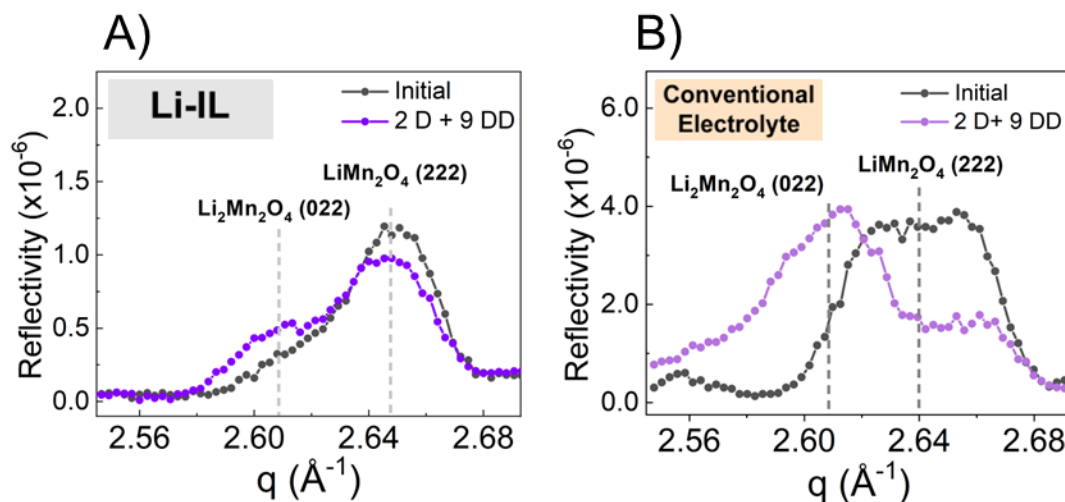 A)
Li-IL
Initial
2 D + 9 DD
LiMn₂O₄ (222)
Li₂Mn₂O₄ (022)
Reflectivity (x10⁻⁶)
2.0
1.5
1.0
0.5
0.0
2.56 2.60 2.64 2.68
q (Å⁻¹)
B)
Conventional
Electrolyte
Initial
2 D+ 9 DD
LiMn₂O₄ (222)
Li₂Mn₂O₄ (022)
Reflectivity (x10⁻⁶)
6.0
4.0
2.0
0.0
2.56 2.60 2.64 2.68
q (Å⁻¹)